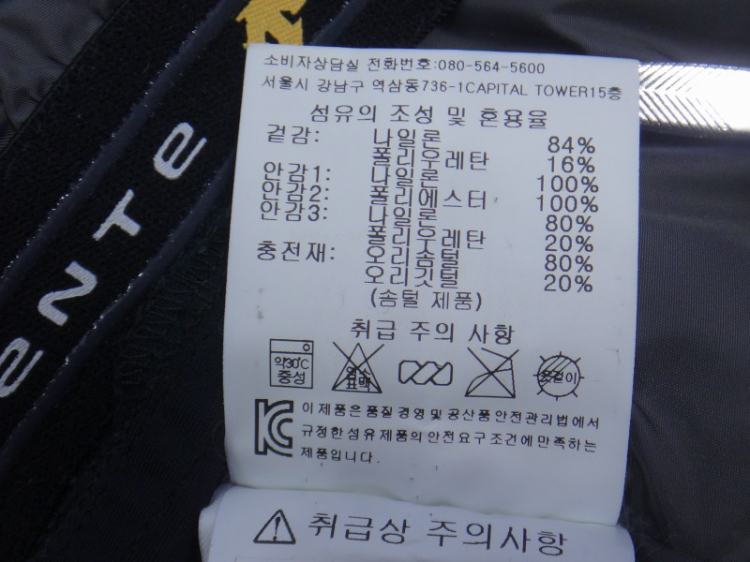 소비자상담실 전화번호:080-564-5600
서울시 강남구 역삼동736-1CAPITAL TOWER15층
섬유의 조성 및 혼용율
겉감: 나일론 84%
폴리우레탄 16%
안감1: 나일론 100%
안감2: 폴리에스터 100%
안감3: 나일론 80%
폴리우레탄 20%
충전재: 오리솜털 80%
오리깃털 20%
(솜털 제품)
취급 주의 사항
약30℃
중성
염소
표백
옷걸이
이 제품은 품질 경영 및 공산품 안전관리법에서
규정한 섬유 제품의 안전 요구 조건에 만족하는
제품입니다.
취급상 주의사항
ENTE